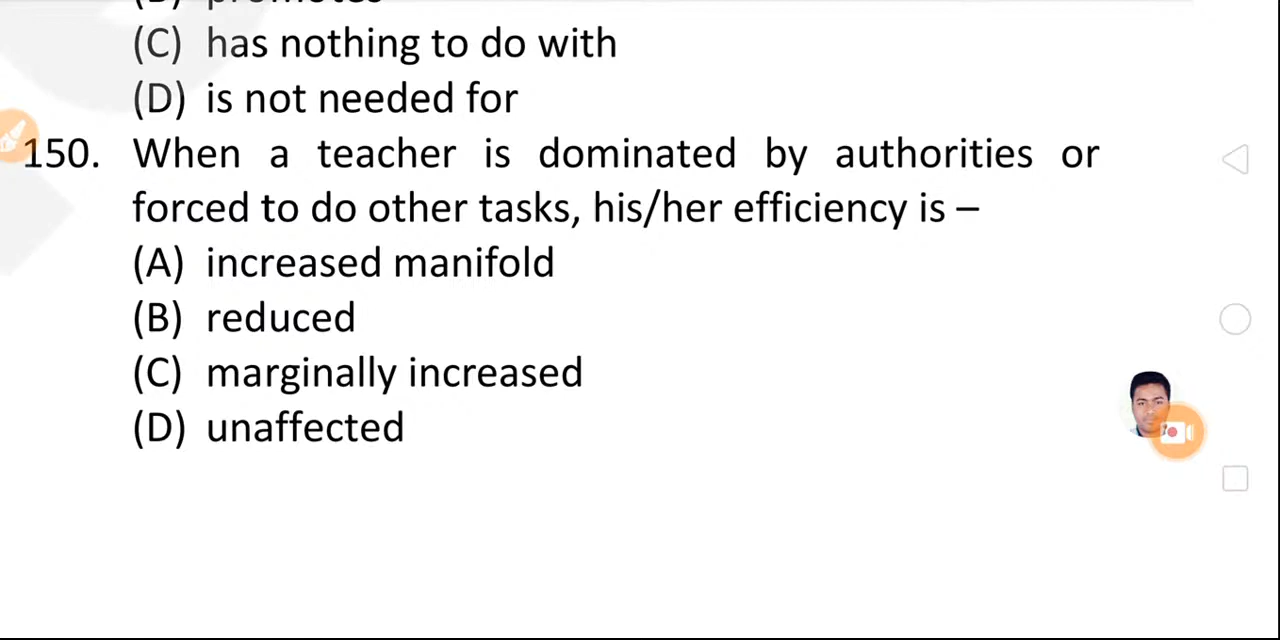 (B) promotes
(C) has nothing to do with
(D) is not needed for
150. When a teacher is dominated by authorities or
forced to do other tasks, his/her efficiency is –
(A) increased manifold
(B) reduced
(C) marginally increased
(D) unaffected